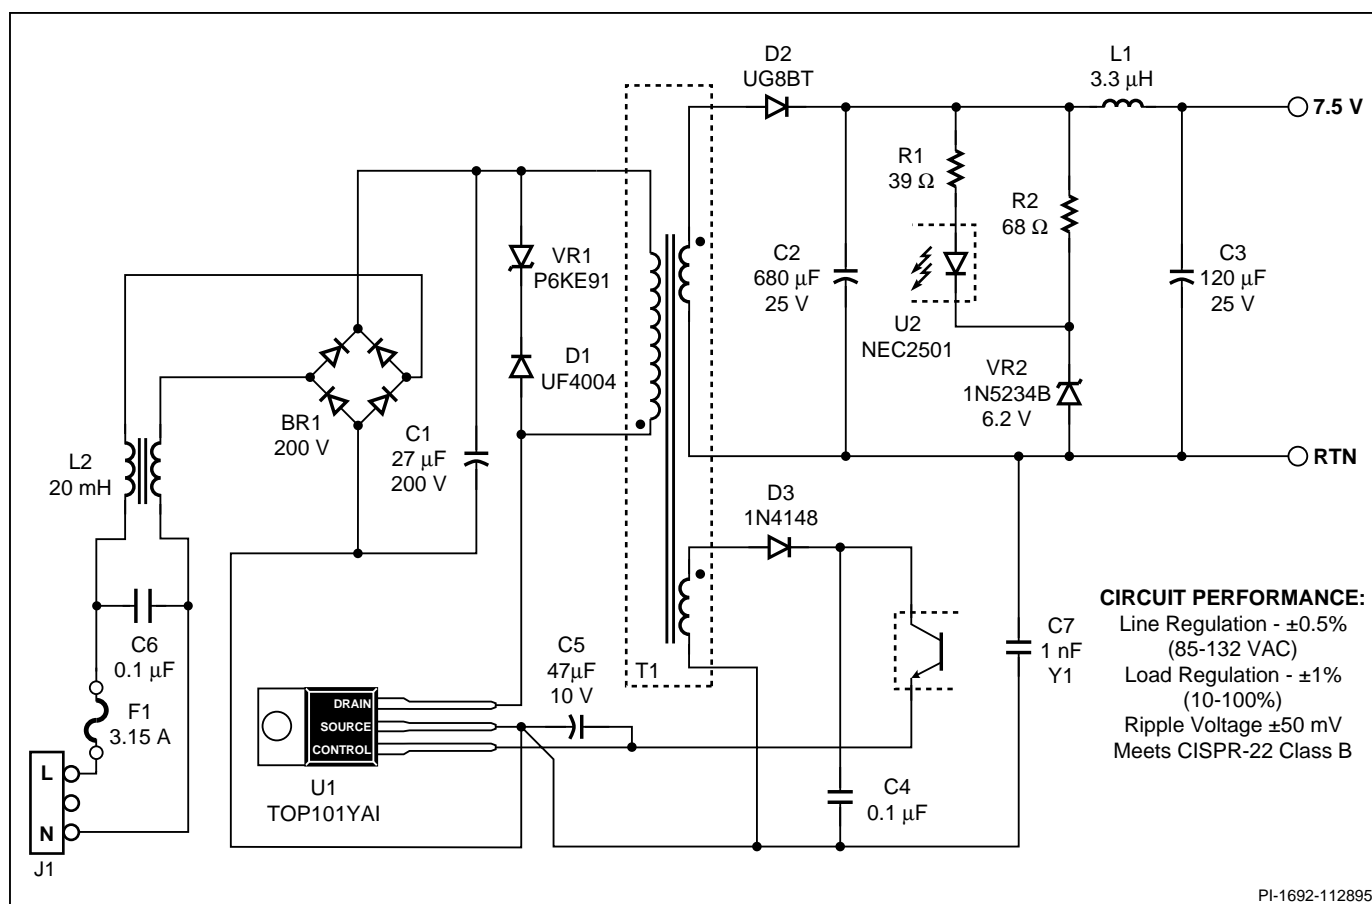 D2
UG8BT
L1
3.3 µH
7.5 V
R1
39 Ω
R2
68 Ω
VR1
P6KE91
C2
680 µF
25 V
C3
120 µF
25 V
U2
NEC2501
D1
UF4004
VR2
1N5234B
6.2 V
BR1
200 V
C1
27 µF
200 V
L2
20 mH
RTN
D3
1N4148
CIRCUIT PERFORMANCE:
Line Regulation - ±0.5%
(85-132 VAC)
Load Regulation - ±1%
(10-100%)
Ripple Voltage ±50 mV
Meets CISPR-22 Class B
C6
0.1 µF
C5
47µF
10 V
T1
C7
1 nF
Y1
F1
3.15 A
DRAIN
SOURCE
CONTROL
L
N
J1
U1
TOP101YAI
C4
0.1 µF
PI-1692-112895